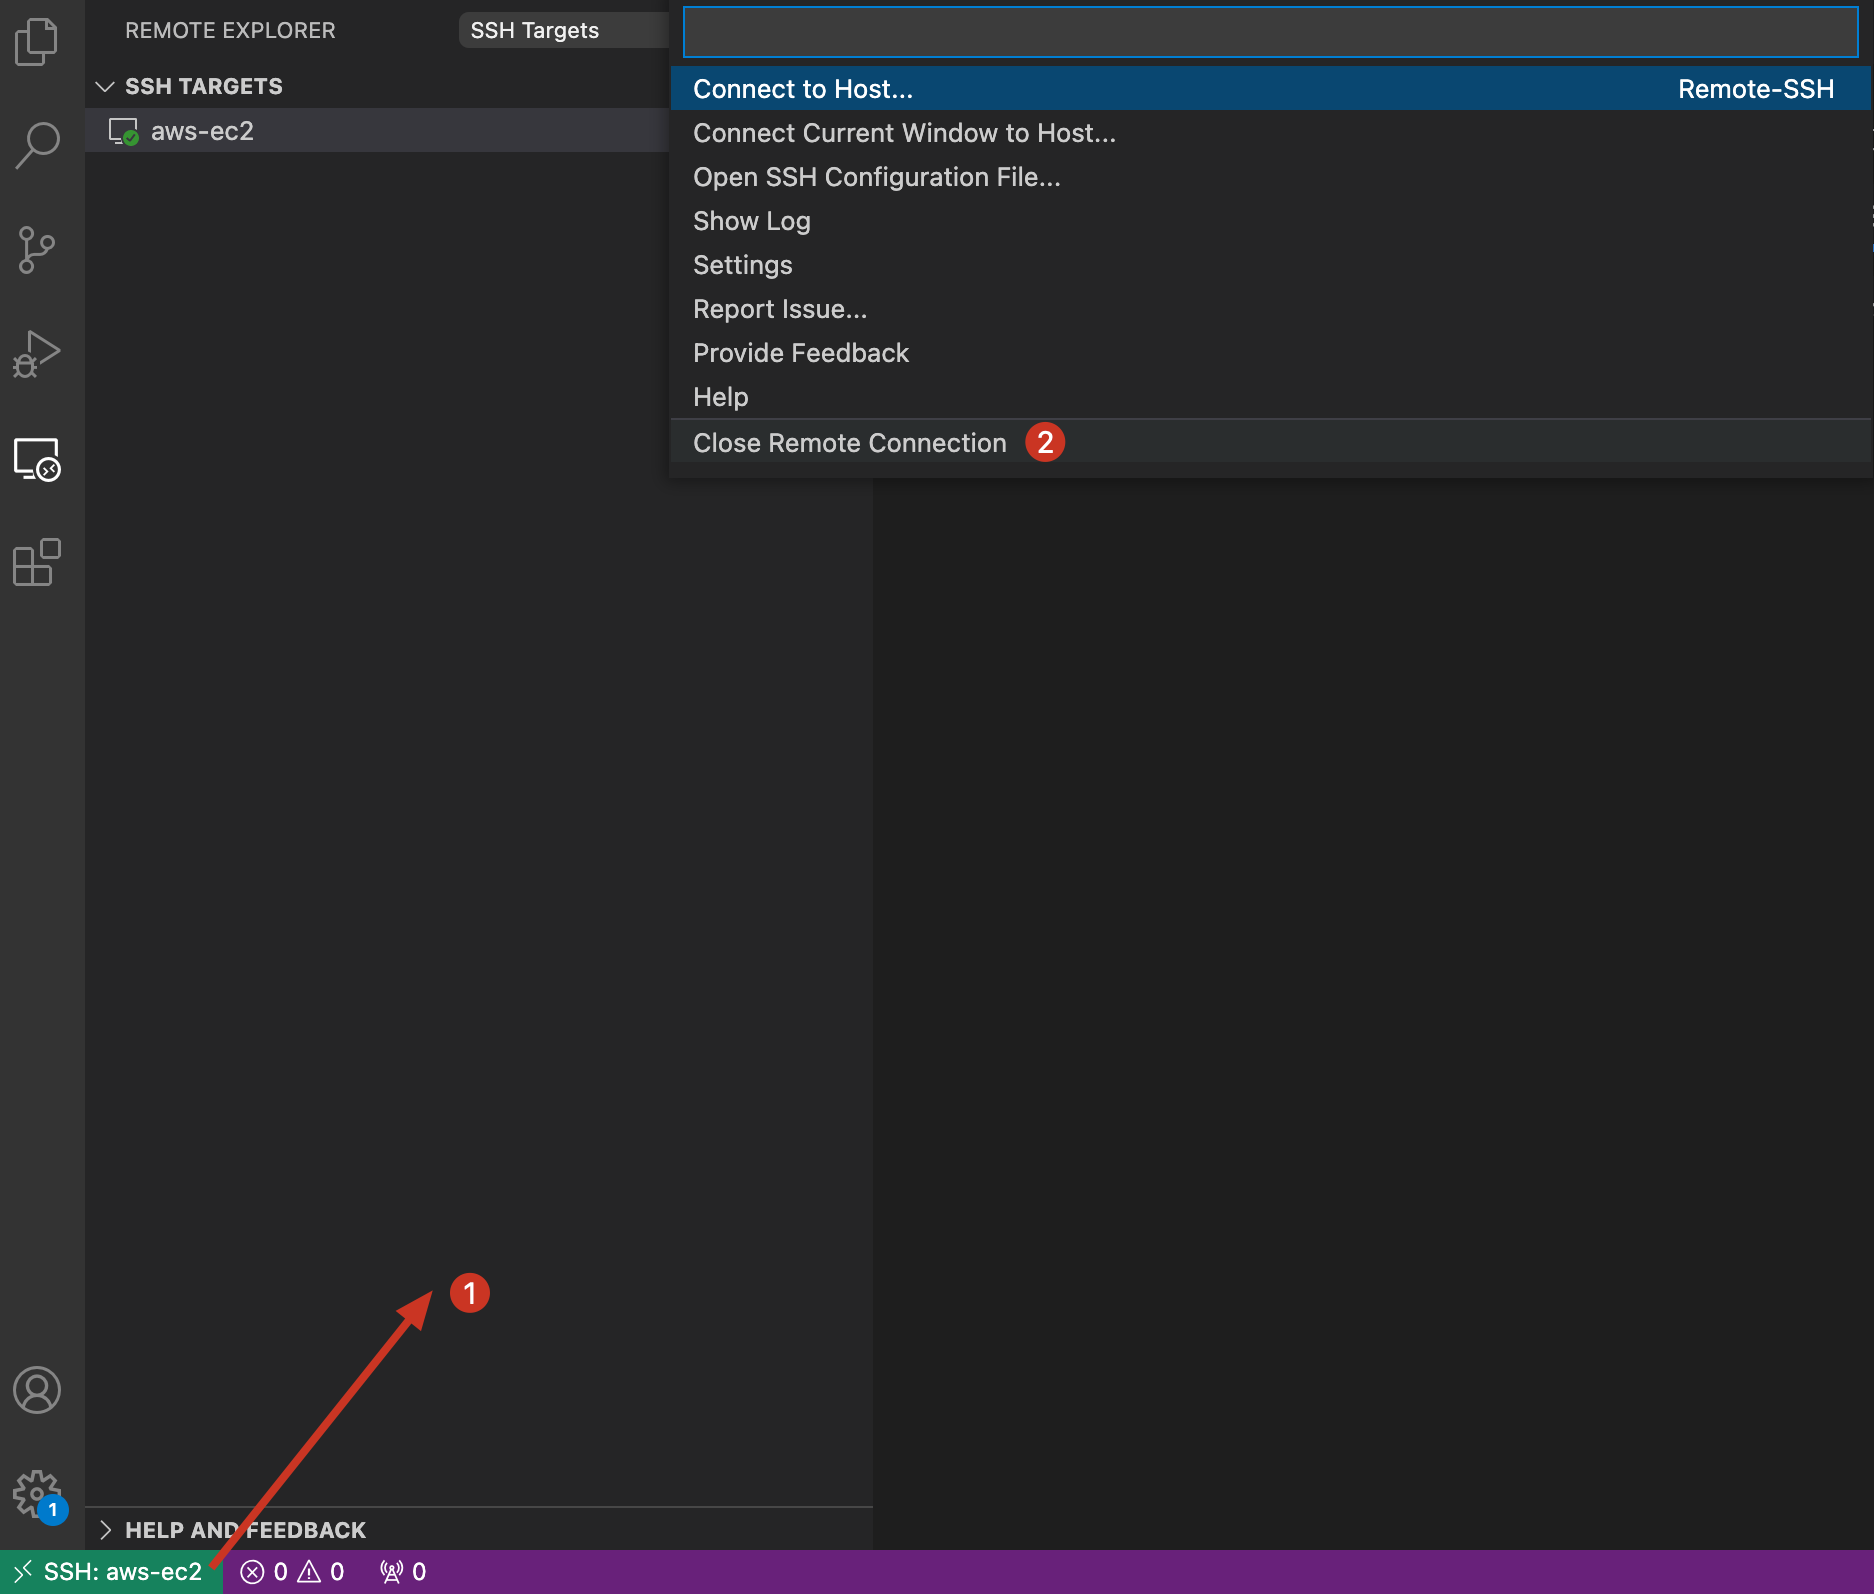 REMOTE EXPLORER
SSH Targets
SSH TARGETS
aws-ec2
Connect to Host...
Remote-SSH
Connect Current Window to Host...
Open SSH Configuration File...
Show Log
Settings
Report Issue...
Provide Feedback
Help
Close Remote Connection
2
1
1
HELP AND FEEDBACK
SSH: aws-ec2
0
0
0